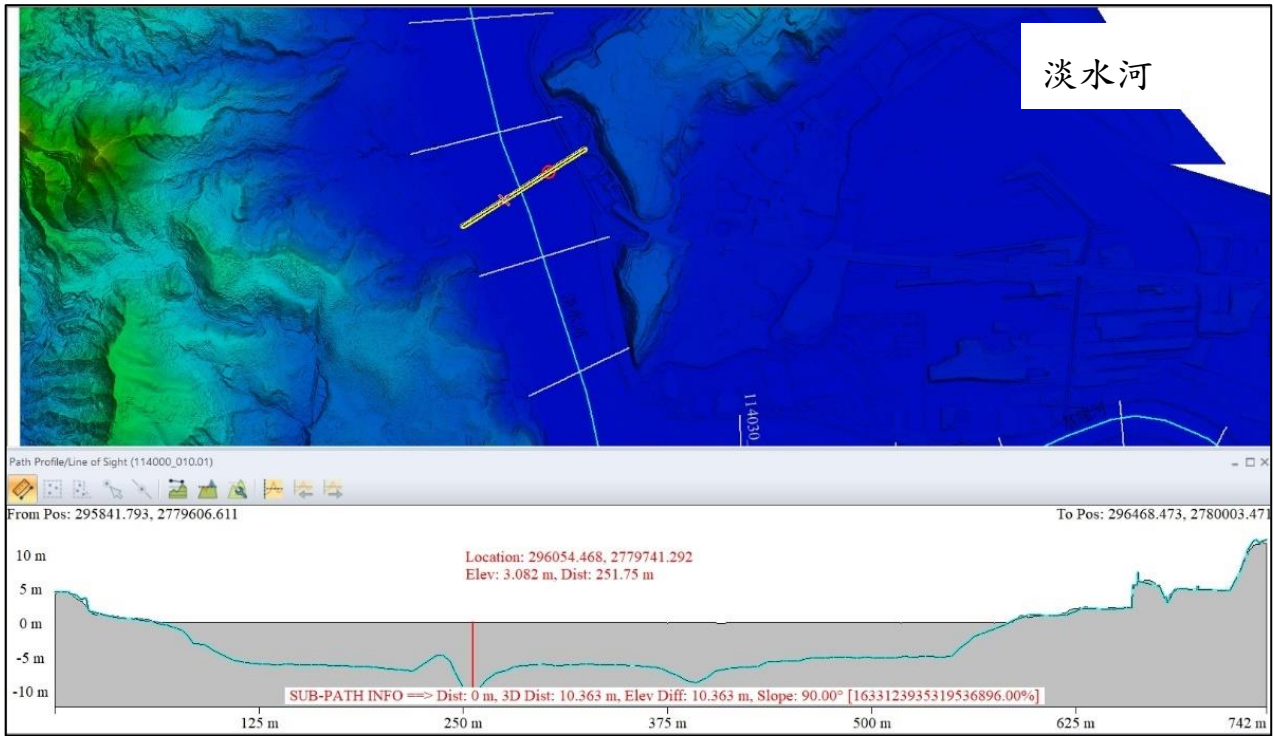 淡水河
114030
Path Profile/Line of Sight (114000_010.01)
From Pos: 295841.793, 2779606.611
To Pos: 296468.473, 2780003.471
10 m
5 m
0 m
-5 m
-10 m
Location: 296054.468, 2779741.292
Elev: 3.082 m, Dist: 251.75 m
SUB-PATH INFO ==> Dist: 0 m, 3D Dist: 10.363 m, Elev Diff: 10.363 m, Slope: 90.00° [1633123935319536896.00%]
125 m
250 m
375 m
500 m
625 m
742 m